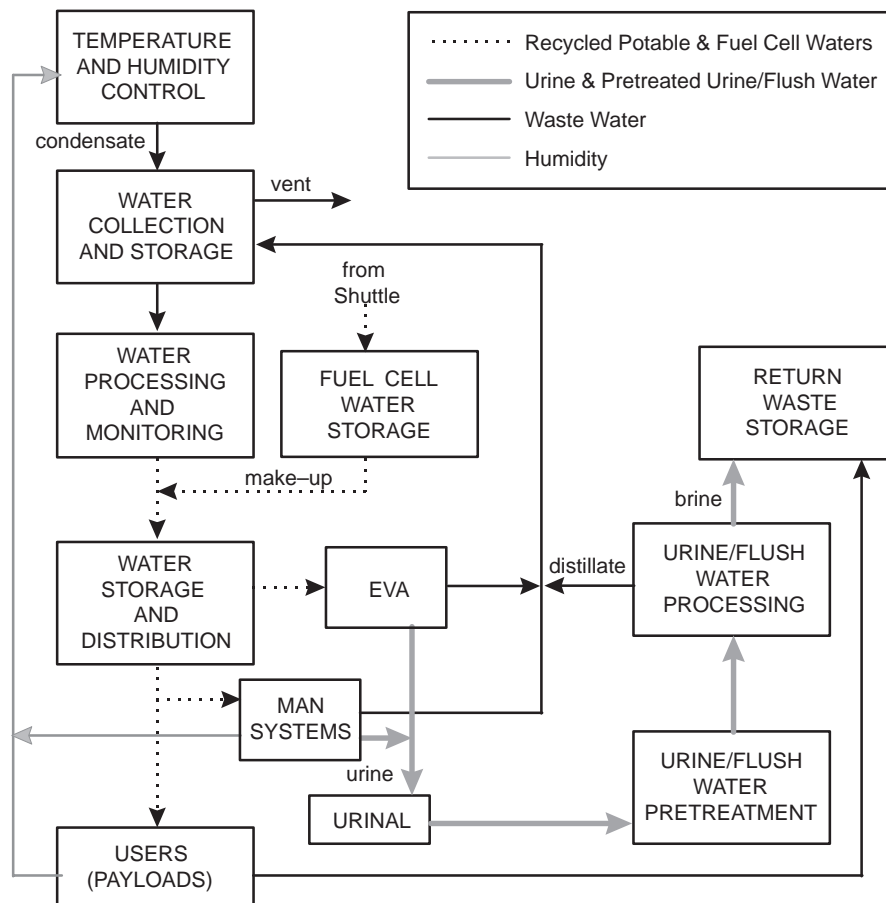 TEMPERATURE
AND HUMIDITY
CONTROL
Recycled Potable & Fuel Cell Waters
Urine & Pretreated Urine/Flush Water
Waste Water
Humidity
condensate
WATER
COLLECTION
AND STORAGE
vent
from
Shuttle
WATER
PROCESSING
AND
MONITORING
FUEL CELL
WATER
STORAGE
RETURN
WASTE
STORAGE
make–up
brine
WATER
STORAGE
AND
DISTRIBUTION
EVA
distillate
URINE/FLUSH
WATER
PROCESSING
MAN
SYSTEMS
urine
URINAL
URINE/FLUSH
WATER
PRETREATMENT
USERS
(PAYLOADS)